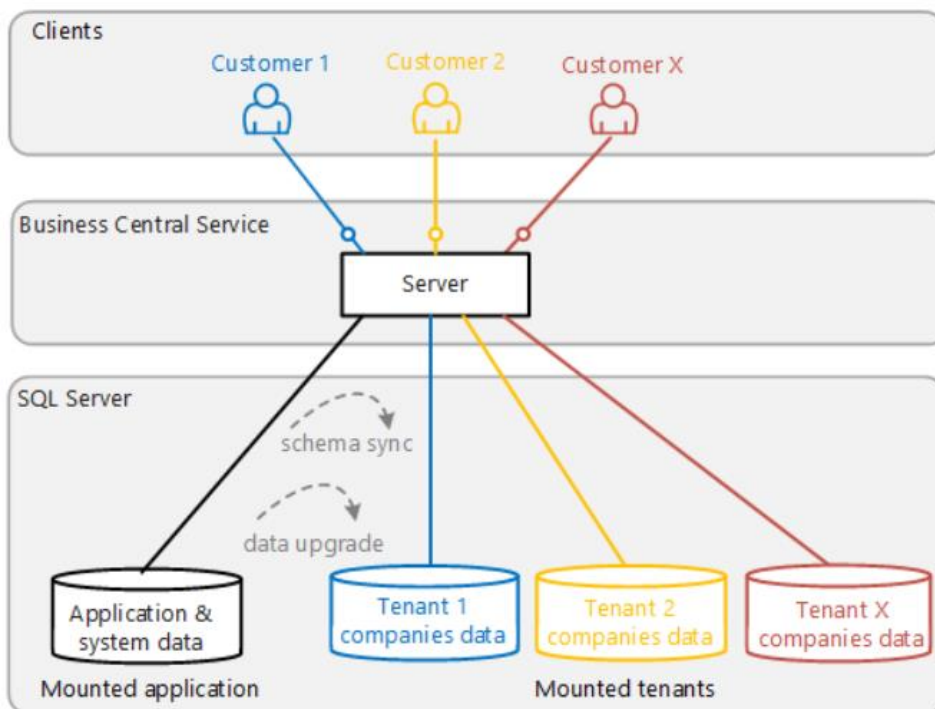 Clients
Customer 1
Customer 2
Customer X
Business Central Service
Server
SQL Server
schema sync
data upgrade
Application &
system data
Tenant 1
companies data
Tenant 2
companies data
Tenant X
companies data
Mounted application
Mounted tenants